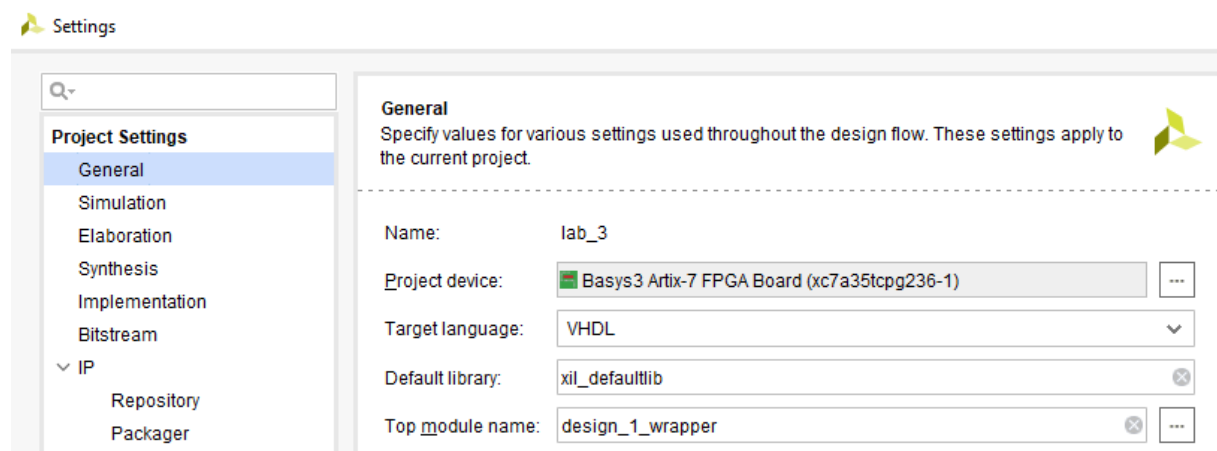 Settings
Project Settings
General
Simulation
Elaboration
Synthesis
Implementation
Bitstream
IP
Repository
Packager
General
Specify values for various settings used throughout the design flow. These settings apply to
the current project.
Name: lab_3
Project device: Basys3 Artix-7 FPGA Board (xc7a35tcpg236-1) ...
Target language: VHDL
Default library: xil_defaultlib
Top module name: design_1_wrapper ...